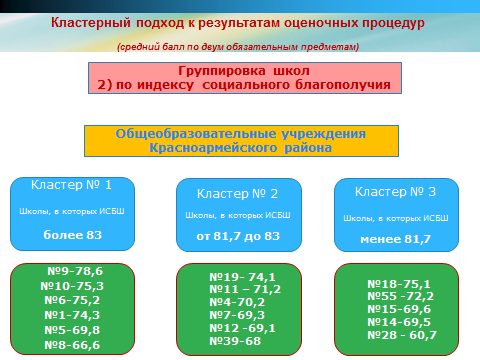 Кластерный подход к результатам оценочных процедур
(средний балл по двум обязательным предметам)
Группировка школ
2) по индексу социального благополучия
Общеобразовательные учреждения
Красноармейского района
Кластер № 1
Школы, в которых ИСБШ
более 83
Кластер № 2
Школы, в которых ИСБШ
от 81,7 до 83
Кластер № 3
Школы, в которых ИСБШ
менее 81,7
№9-78,6
№10-75,3
№6-75,2
№1-74,3
№5-69,8
№8-66,6
№19- 74,1
№11 – 71,2
№4-70,2
№7-69,3
№12 -69,1
№39-68
№18-75,1
№55 -72,2
№15-69,6
№14-69,5
№28 - 60,7